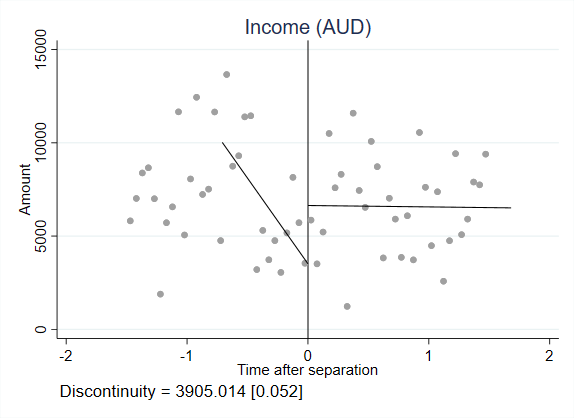 Income (AUD)
15000
10000
5000
0
Amount
-2
-1
0
1
2
Time after separation
Discontinuity = 3905.014 [0.052]